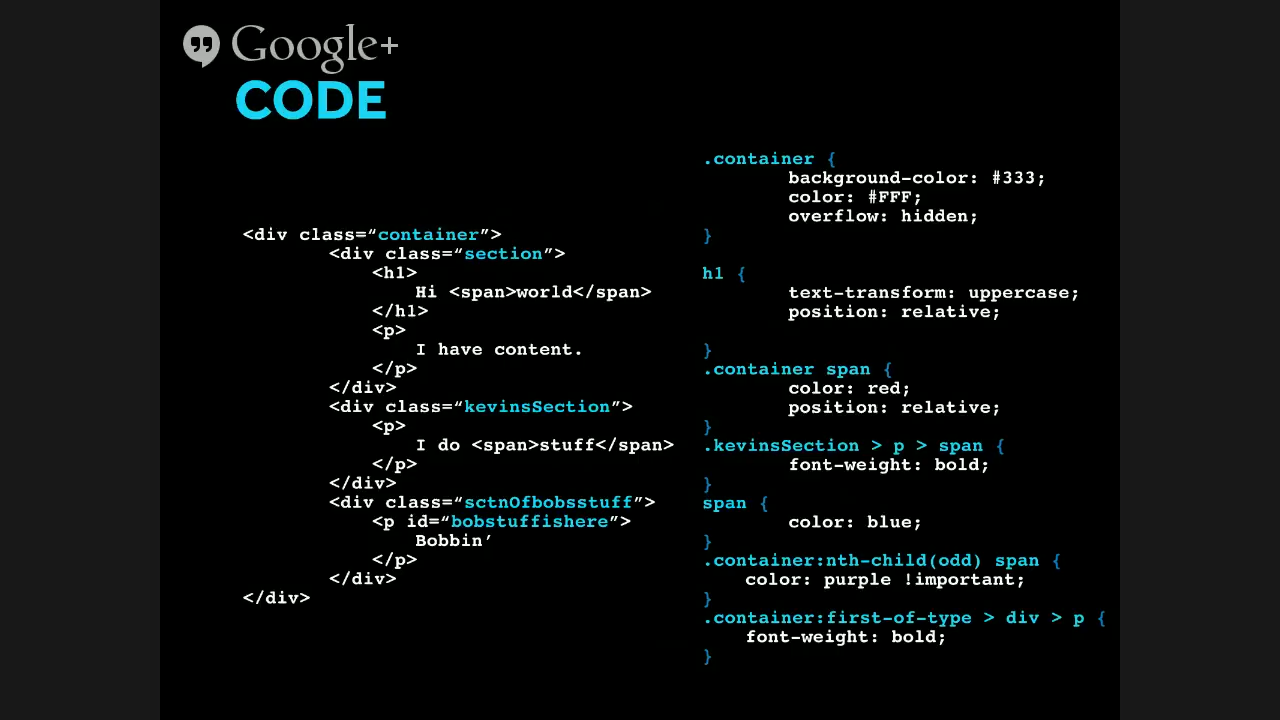 Google+
CODE
<div class=“container”>
<div class=“section”>
<h1>
Hi <span>world</span>
</h1>
<p>
I have content.
</p>
</div>
<div class=“kevinsSection”>
<p>
I do <span>stuff</span>
</p>
</div>
<div class=“sctnOfbobsstuff”>
<p id=“bobstuffishere”>
Bobbin’
</p>
</div>
</div>
.container {
background-color: #333;
color: #FFF;
overflow: hidden;
}
h1 {
text-transform: uppercase;
position: relative;
}
.container span {
color: red;
position: relative;
}
.kevinsSection > p > span {
font-weight: bold;
}
span {
color: blue;
}
.container:nth-child(odd) span {
color: purple !important;
}
.container:first-of-type > div > p {
font-weight: bold;
}